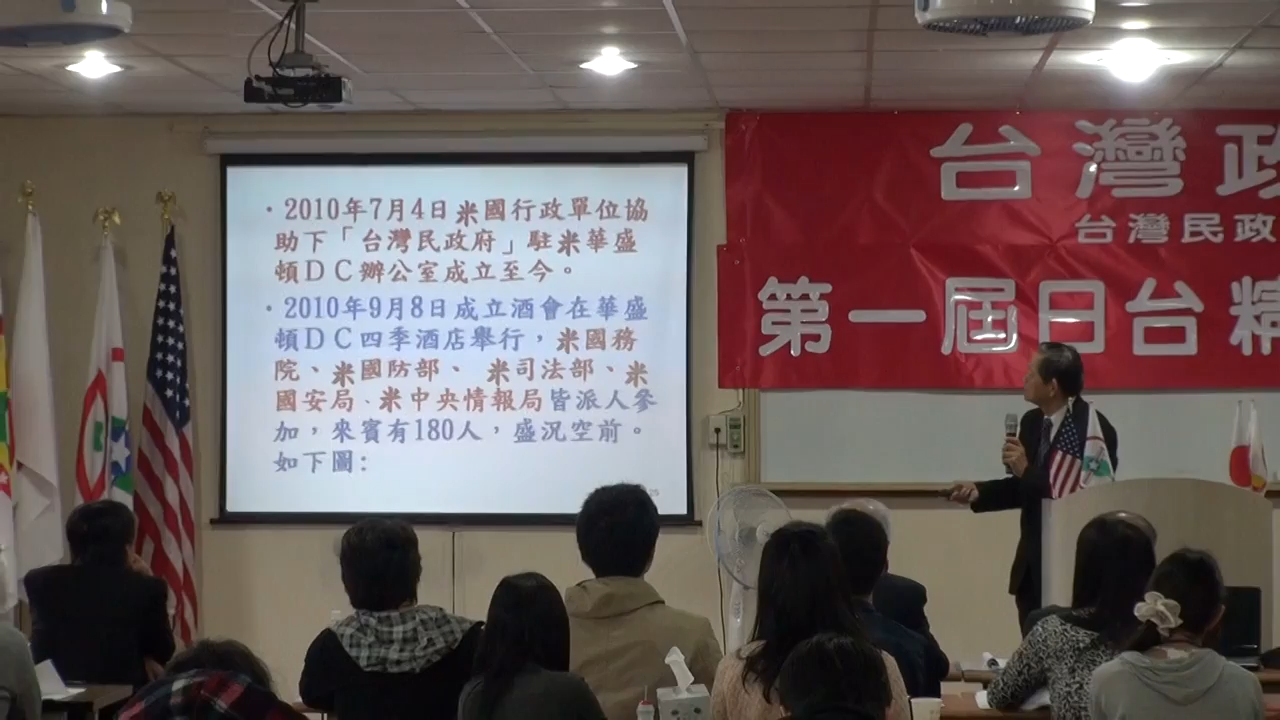 ・2010年7月4日米國行政單位協
助下「台灣民政府」駐米華盛
頓DC辦公室成立至今。
・2010年9月8日成立酒會在華盛
頓DC四季酒店舉行，米國務
院、米國防部、米司法部、米
國安局、米中央情報局皆派人參
加，來賓有180人，盛況空前。
如下圖：
台灣政
台灣民政
第一屆日台精